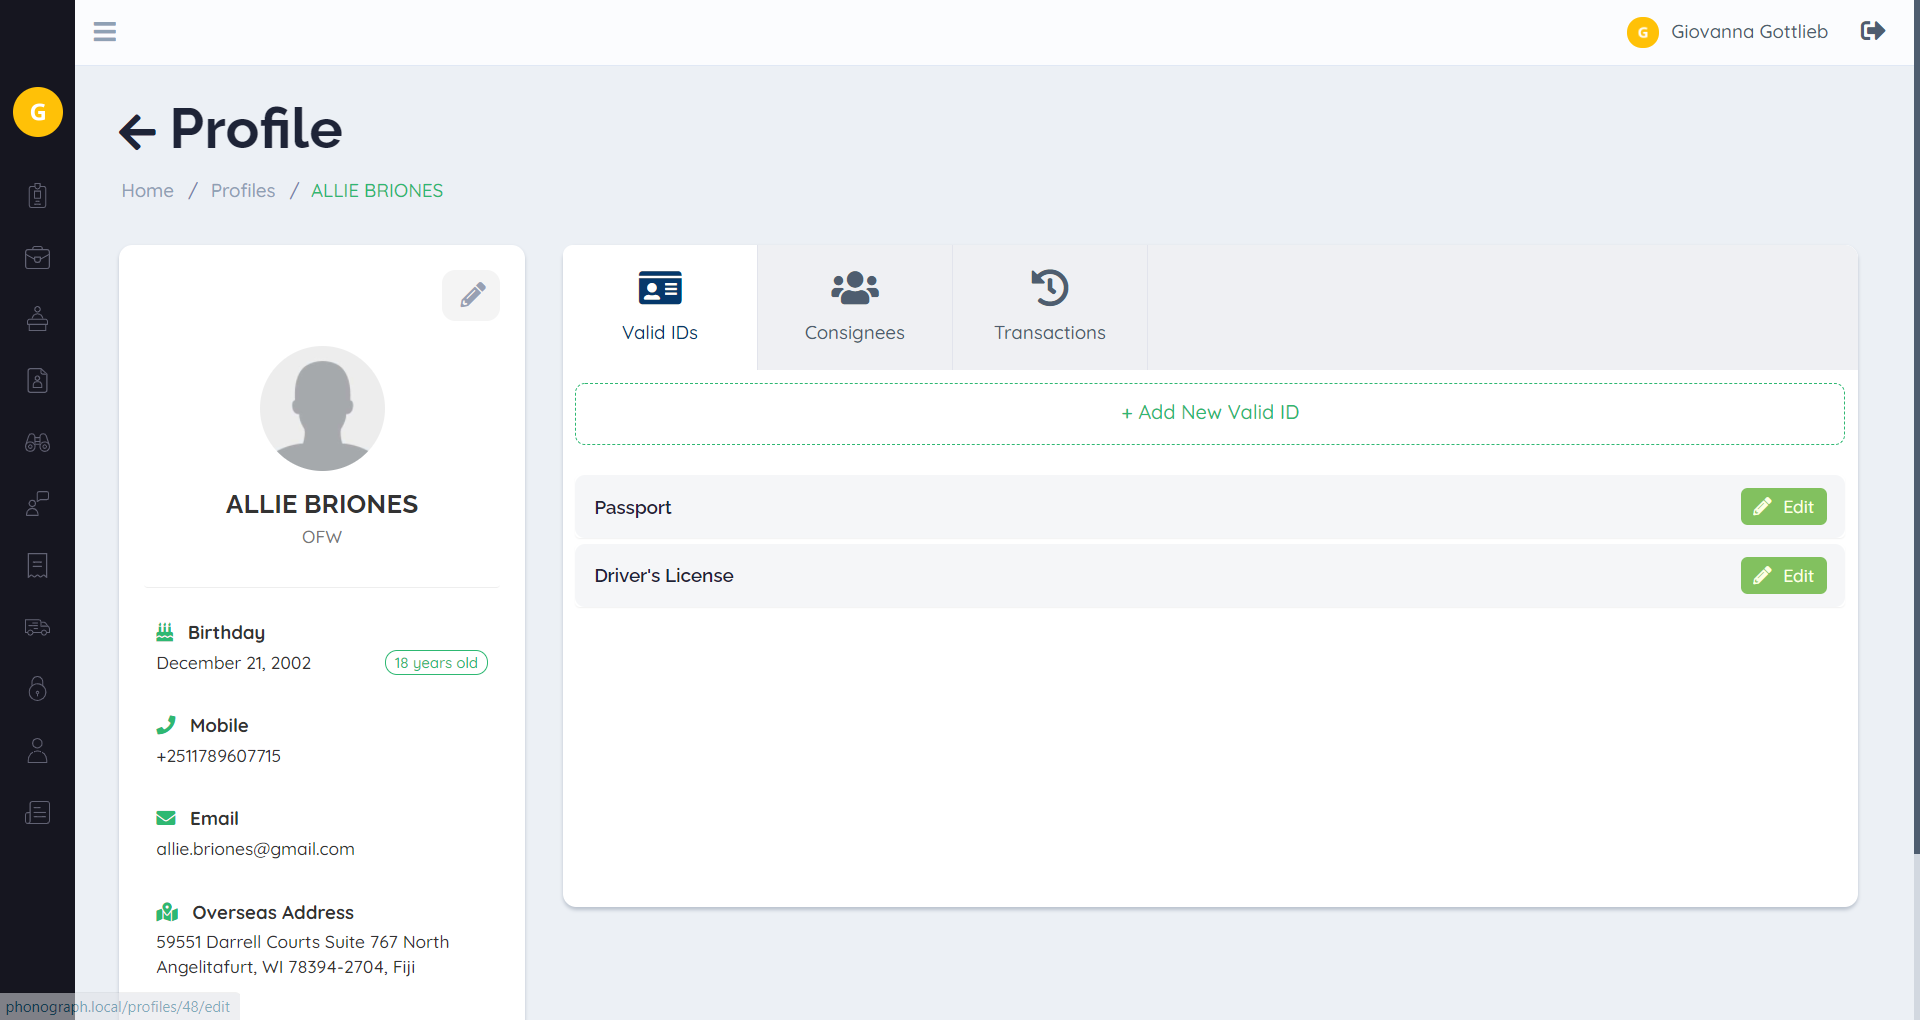 G Giovanna Gottlieb
G
Profile
Home / Profiles / ALLIE BRIONES
ALLIE BRIONES
OFW
Birthday
December 21, 2002 18 years old
Mobile
+2511789607715
Email
allie.briones@gmail.com
Overseas Address
59551 Darrell Courts Suite 767 North
Angelitafurt, WI 78394-2704, Fiji
Valid IDs Consignees Transactions
+ Add New Valid ID
Passport Edit
Driver's License Edit
phonograph.local/profiles/48/edit